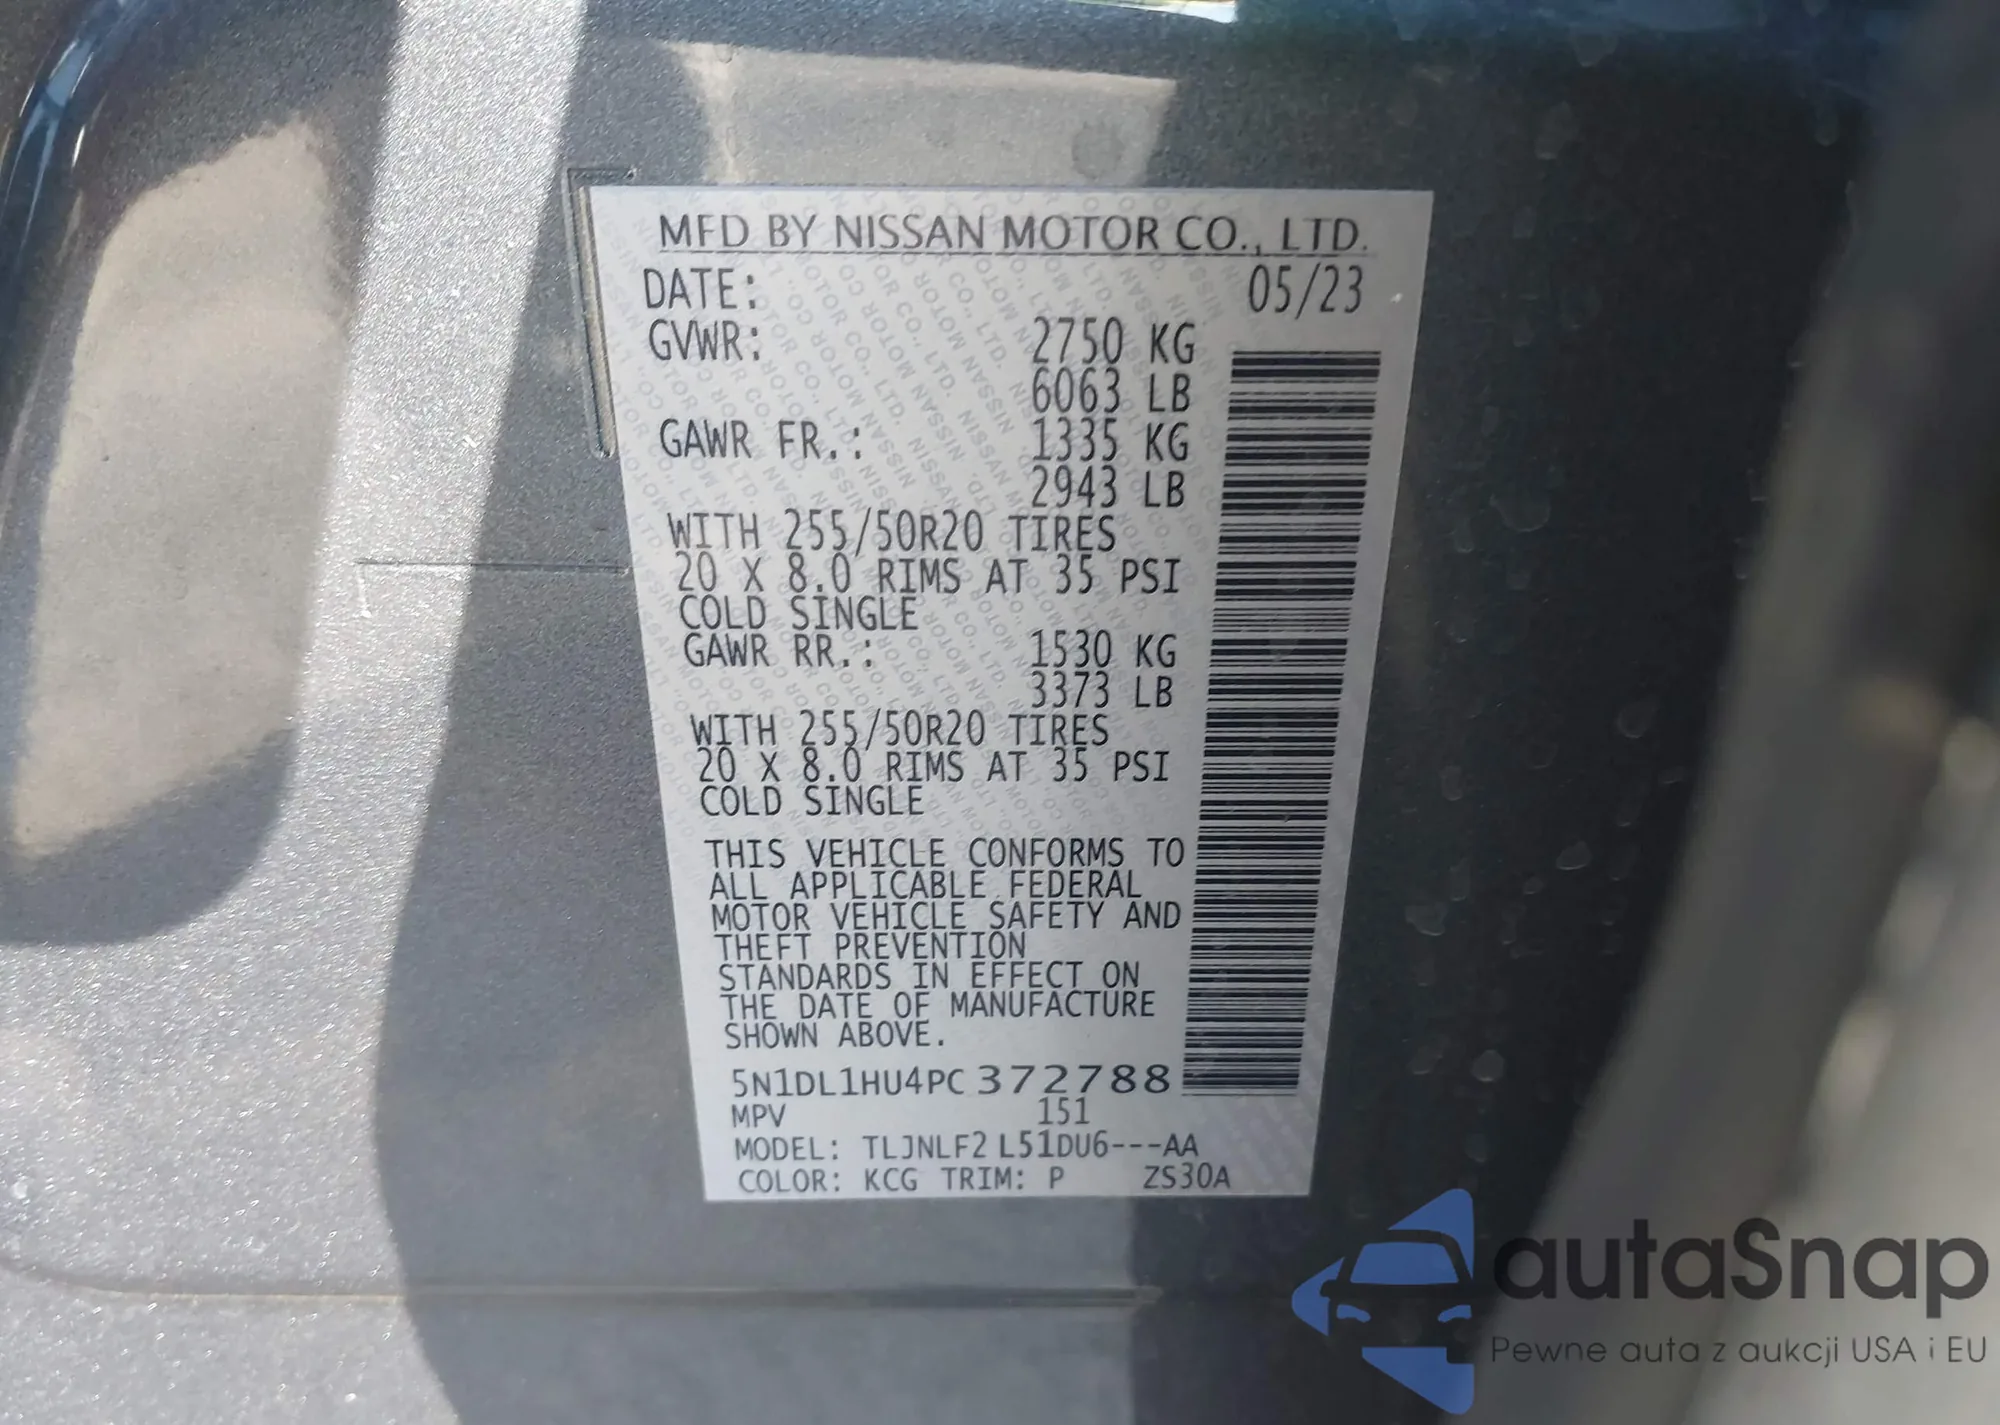 MFD BY NISSAN MOTOR CO., LTD.
DATE: 05/23
GVWR: 2750 KG
6063 LB
GAWR FR.: 1335 KG
2943 LB
WITH 255/50R20 TIRES
20 X 8.0 RIMS AT 35 PSI
COLD SINGLE
GAWR RR.: 1530 KG
3373 LB
WITH 255/50R20 TIRES
20 X 8.0 RIMS AT 35 PSI
COLD SINGLE
THIS VEHICLE CONFORMS TO
ALL APPLICABLE FEDERAL
MOTOR VEHICLE SAFETY AND
THEFT PREVENTION
STANDARDS IN EFFECT ON
THE DATE OF MANUFACTURE
SHOWN ABOVE.
5N1DL1HU4PC372788
MPV 151
MODEL: TLJNLF2 L51DU6---AA
COLOR: KCG TRIM: P ZS30A
autaSnap
Pewne auta z aukcji USA i EU